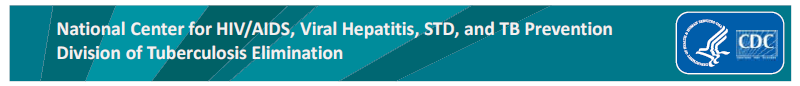 National Center for HIV/AIDS, Viral Hepatitis, STD, and TB Prevention
Division of Tuberculosis Elimination
CDC